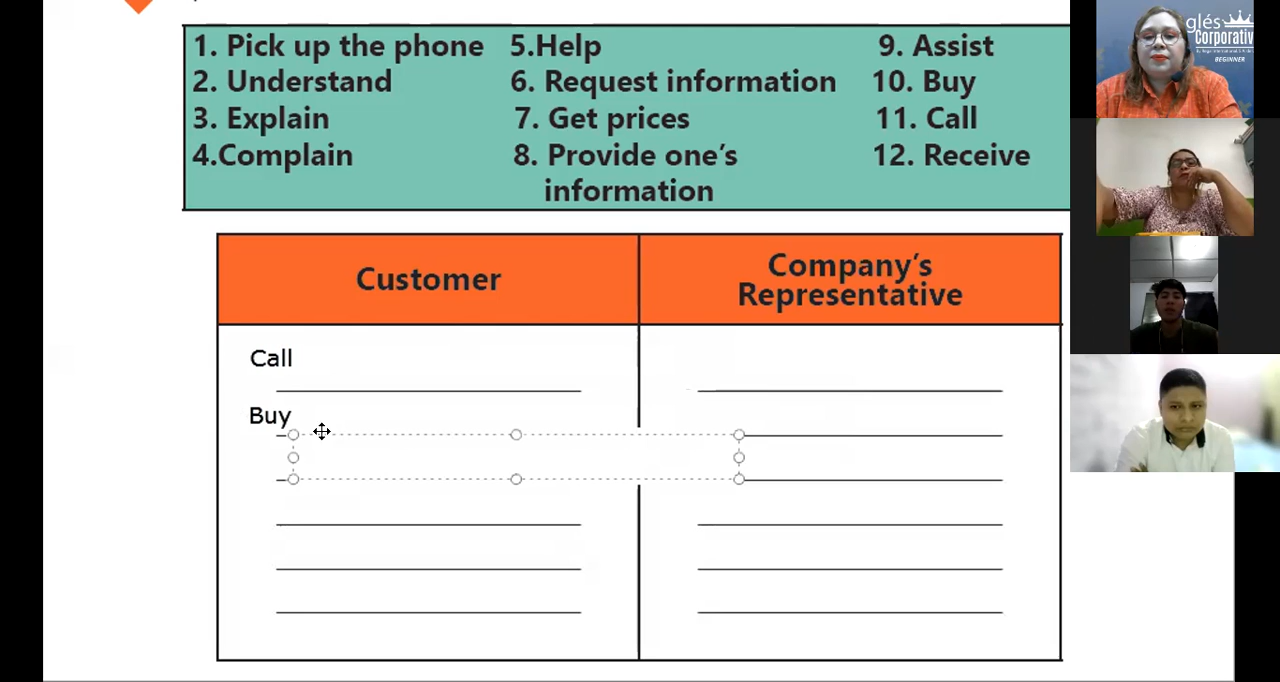 1. Pick up the phone
2. Understand
3. Explain
4.Complain
5.Help
6. Request information
7. Get prices
8. Provide one's
information
9. Assist
10. Buy
11. Call
12. Receive
Customer
Company's
Representative
Call
Buy
glés
Corporativ
BEGINNER